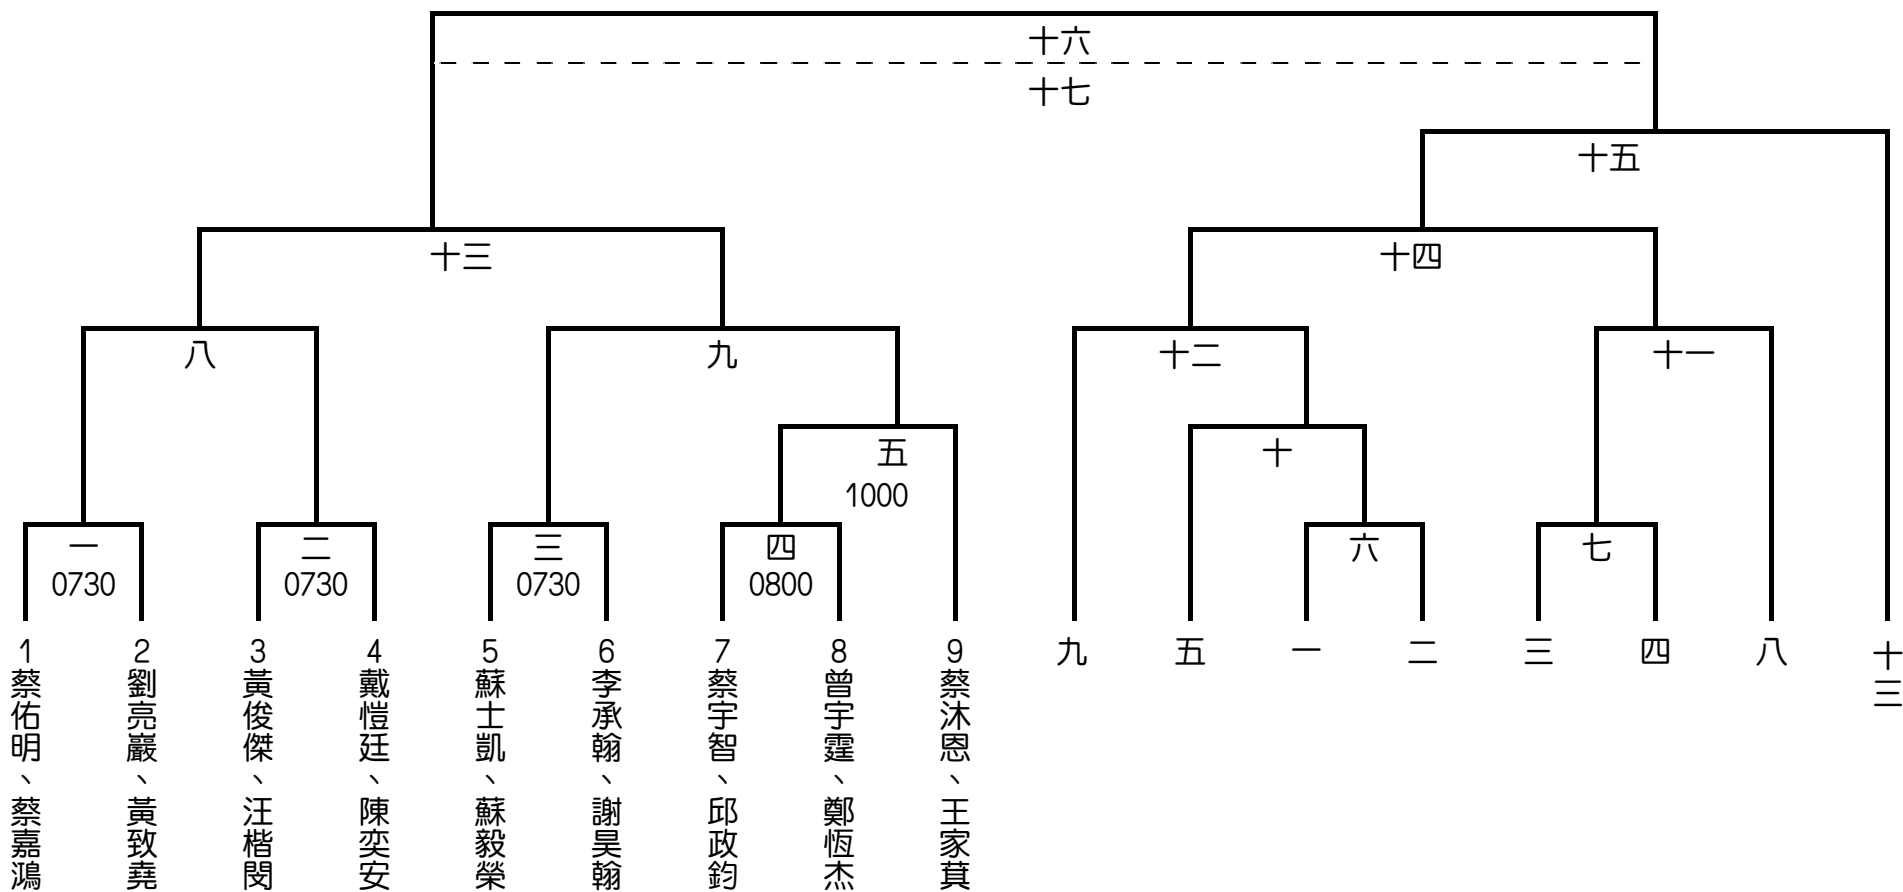 十六
十七
十五
十三
十四
八
九
十二
十一
五
1000
十
一
0730
二
0730
三
0730
四
0800
六
七
1蔡佑明、蔡嘉鴻
2劉亮巖、黃致堯
3黃俊傑、汪楷閔
4戴愷廷、陳奕安
5蘇士凱、蘇毅榮
6李承翰、謝昊翰
7蔡宇智、邱政鈞
8曾宇霆、鄭恆杰
9蔡沐恩、王家萁
九
五
一
二
三
四
八
十三